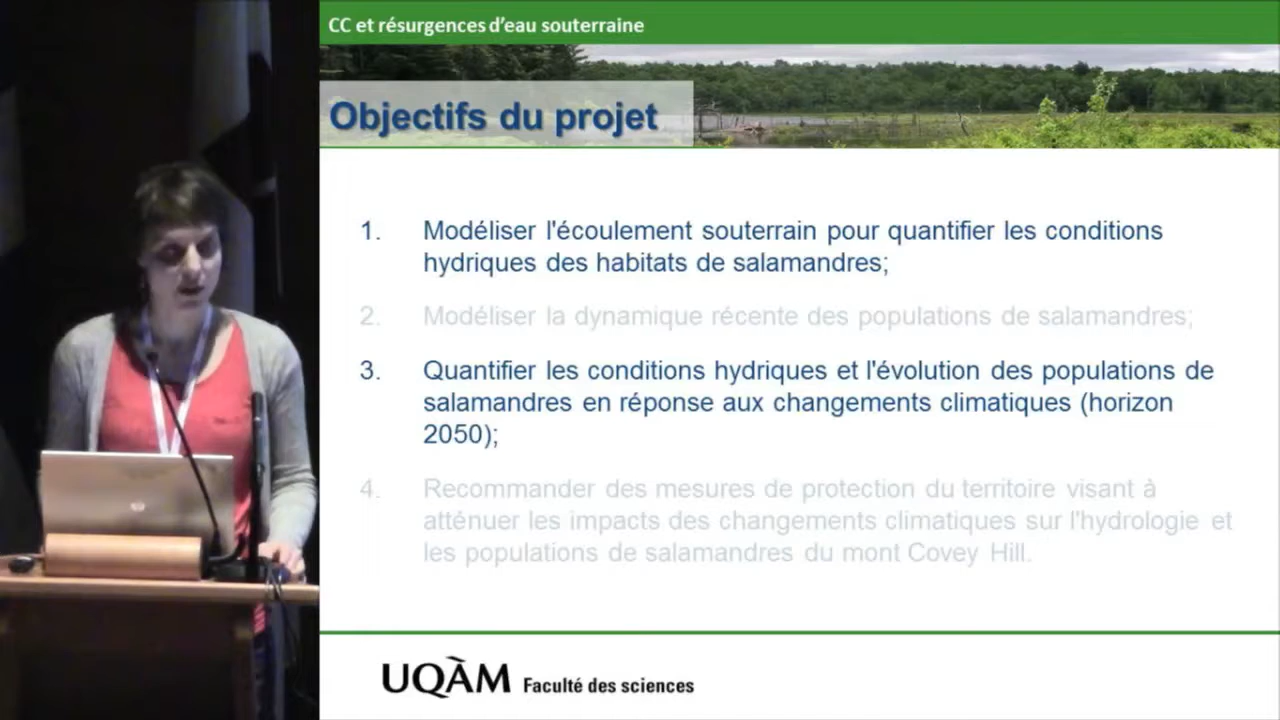 CC et résurgences d'eau souterraine
Objectifs du projet
1. Modéliser l'écoulement souterrain pour quantifier les conditions
hydriques des habitats de salamandres;
2. Modéliser la dynamique récente des populations de salamandres;
3. Quantifier les conditions hydriques et l'évolution des populations de
salamandres en réponse aux changements climatiques (horizon
2050);
4. Recommander des mesures de protection du territoire visant à
atténuer les impacts des changements climatiques sur l'hydrologie et
les populations de salamandres du mont Covey Hill.
UQÀM Faculté des sciences